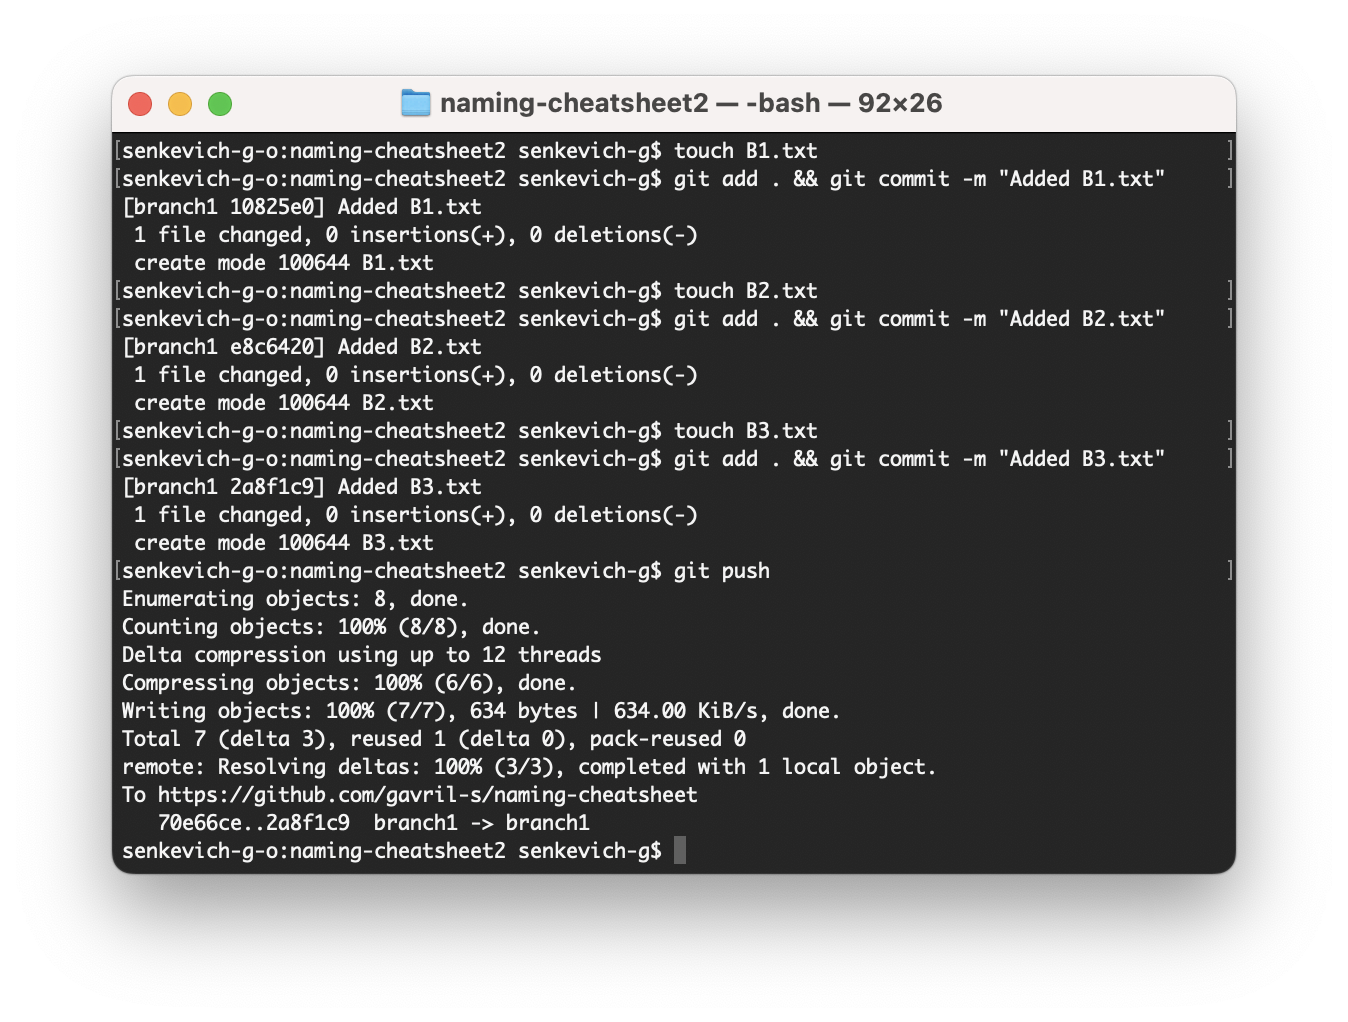 naming-cheatsheet2 — -bash — 92×26
[senkevich-g-o:naming-cheatsheet2 senkevich-g$ touch B1.txt ]
[senkevich-g-o:naming-cheatsheet2 senkevich-g$ git add . && git commit -m "Added B1.txt" ]
[branch1 10825e0] Added B1.txt
 1 file changed, 0 insertions(+), 0 deletions(-)
 create mode 100644 B1.txt
[senkevich-g-o:naming-cheatsheet2 senkevich-g$ touch B2.txt ]
[senkevich-g-o:naming-cheatsheet2 senkevich-g$ git add . && git commit -m "Added B2.txt" ]
[branch1 e8c6420] Added B2.txt
 1 file changed, 0 insertions(+), 0 deletions(-)
 create mode 100644 B2.txt
[senkevich-g-o:naming-cheatsheet2 senkevich-g$ touch B3.txt ]
[senkevich-g-o:naming-cheatsheet2 senkevich-g$ git add . && git commit -m "Added B3.txt" ]
[branch1 2a8f1c9] Added B3.txt
 1 file changed, 0 insertions(+), 0 deletions(-)
 create mode 100644 B3.txt
[senkevich-g-o:naming-cheatsheet2 senkevich-g$ git push ]
Enumerating objects: 8, done.
Counting objects: 100% (8/8), done.
Delta compression using up to 12 threads
Compressing objects: 100% (6/6), done.
Writing objects: 100% (7/7), 634 bytes | 634.00 KiB/s, done.
Total 7 (delta 3), reused 1 (delta 0), pack-reused 0
remote: Resolving deltas: 100% (3/3), completed with 1 local object.
To https://github.com/gavril-s/naming-cheatsheet
   70e66ce..2a8f1c9  branch1 -> branch1
senkevich-g-o:naming-cheatsheet2 senkevich-g$